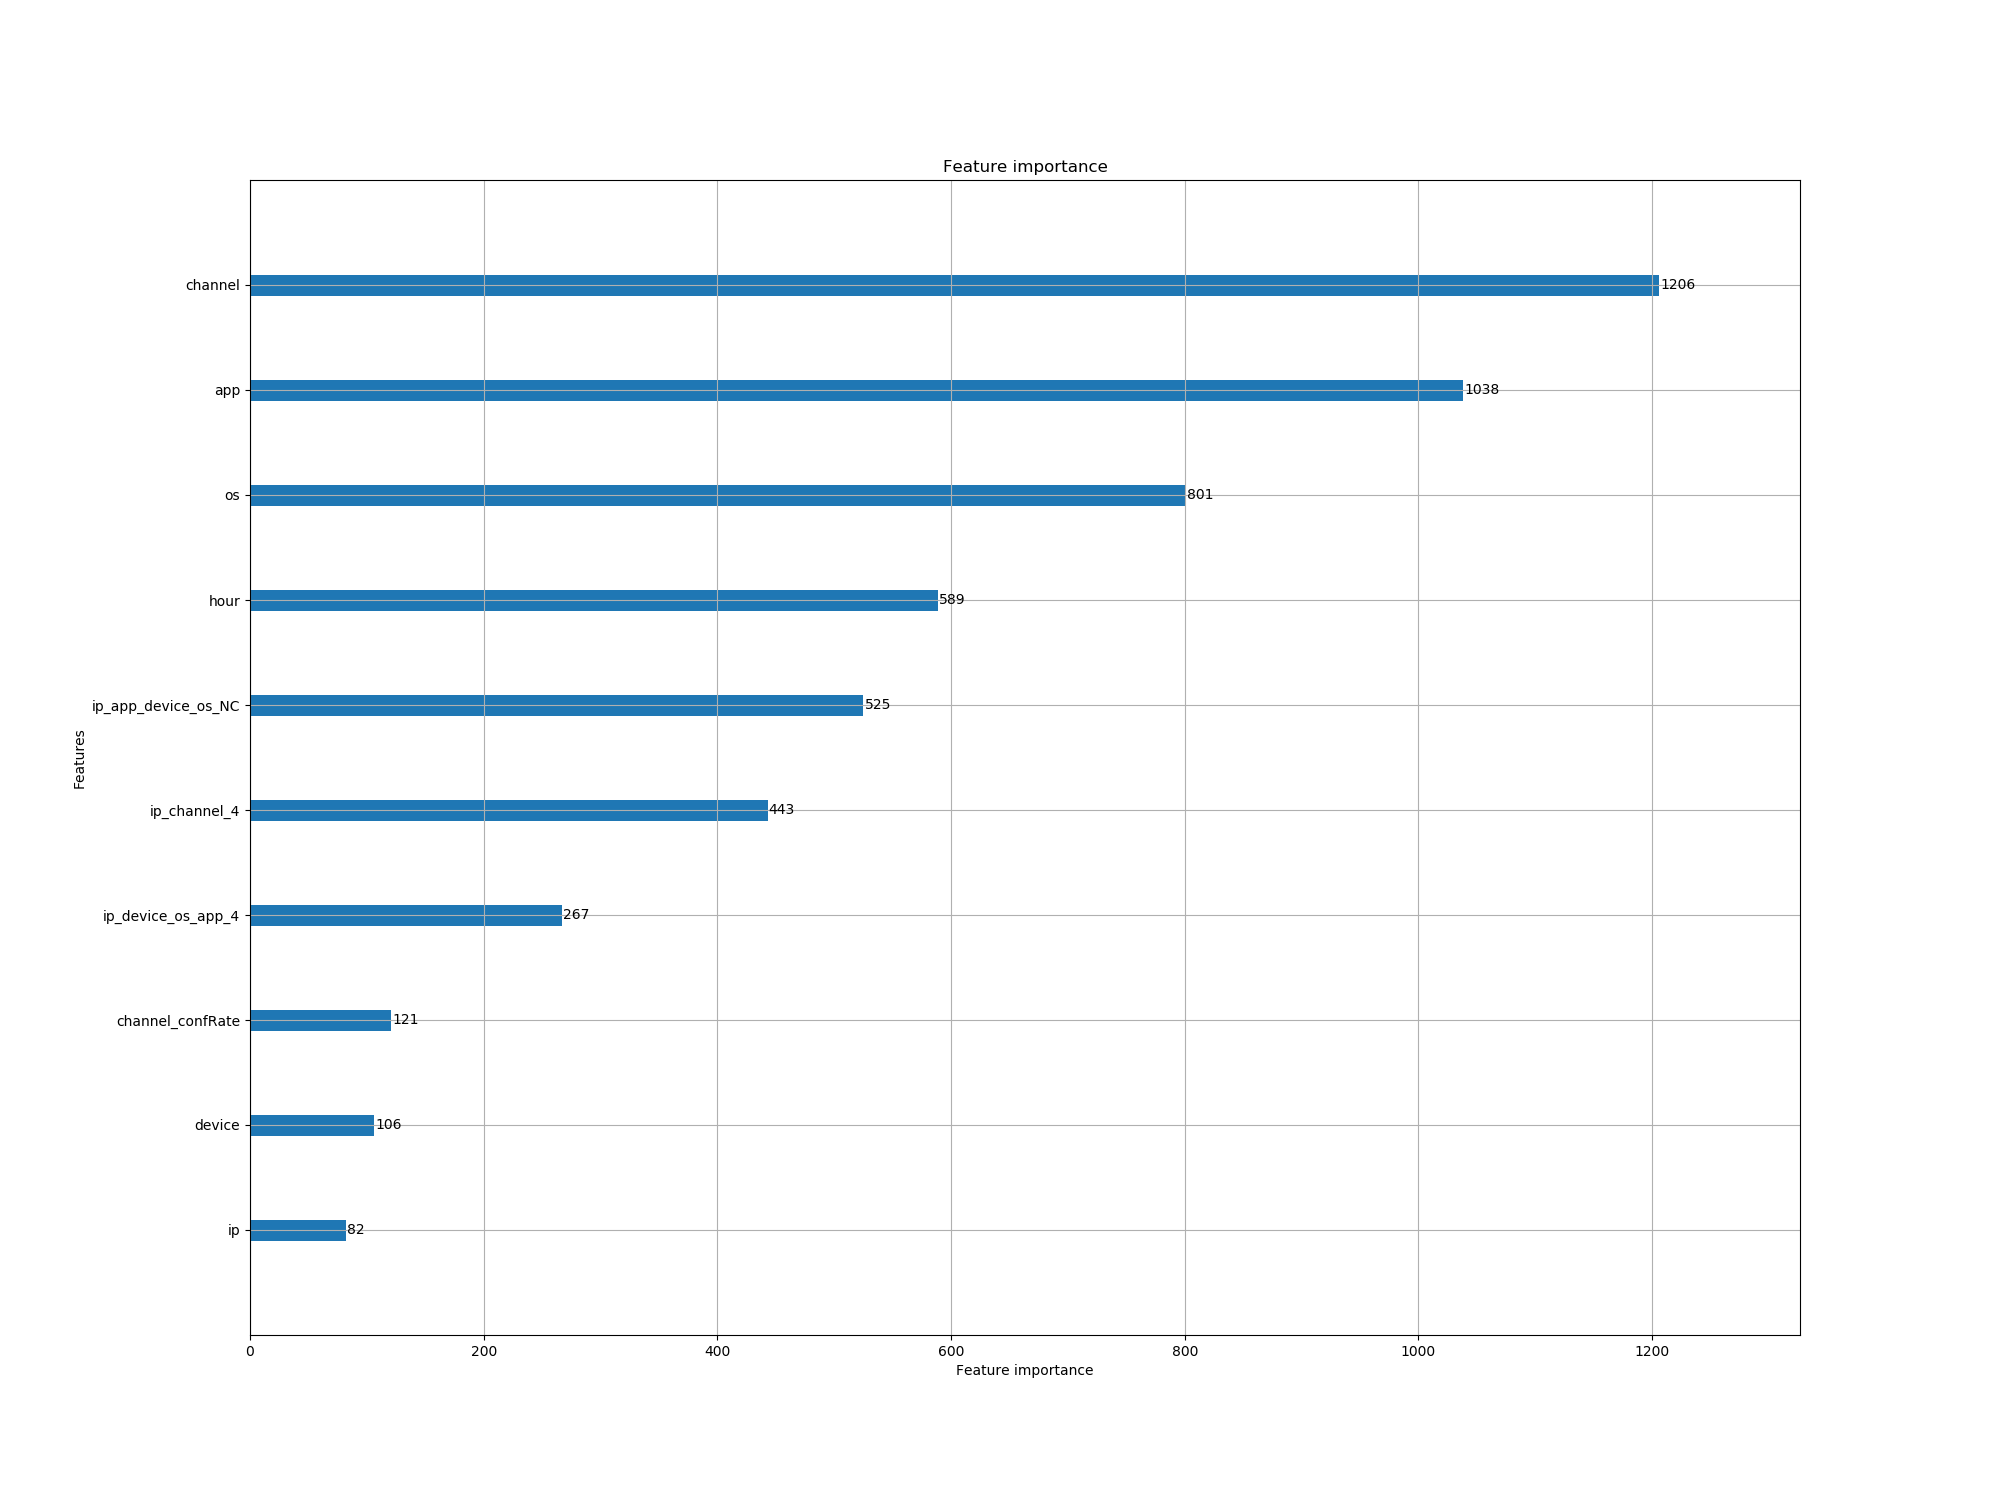 Feature importance
channel 1206
app 1038
os 801
hour 589
ip_app_device_os_NC 525
Features
ip_channel_4 443
ip_device_os_app_4 267
channel_confRate 121
device 106
ip 82
0 200 400 600 800 1000 1200
Feature importance